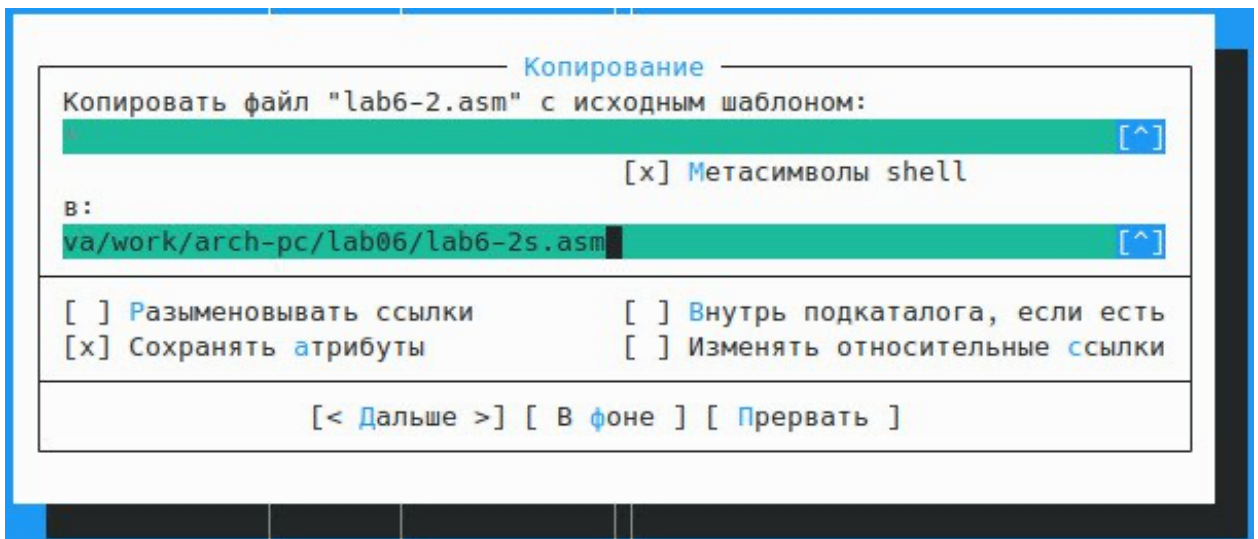 Копирование
Копировать файл "lab6-2.asm" с исходным шаблоном:
* [^]
[x] Метасимволы shell
в:
va/work/arch-pc/lab06/lab6-2s.asm [^]
[ ] Разыменовывать ссылки [ ] Внутрь подкаталога, если есть
[x] Сохранять атрибуты [ ] Изменять относительные ссылки
[< Дальше >] [ В фоне ] [ Прервать ]